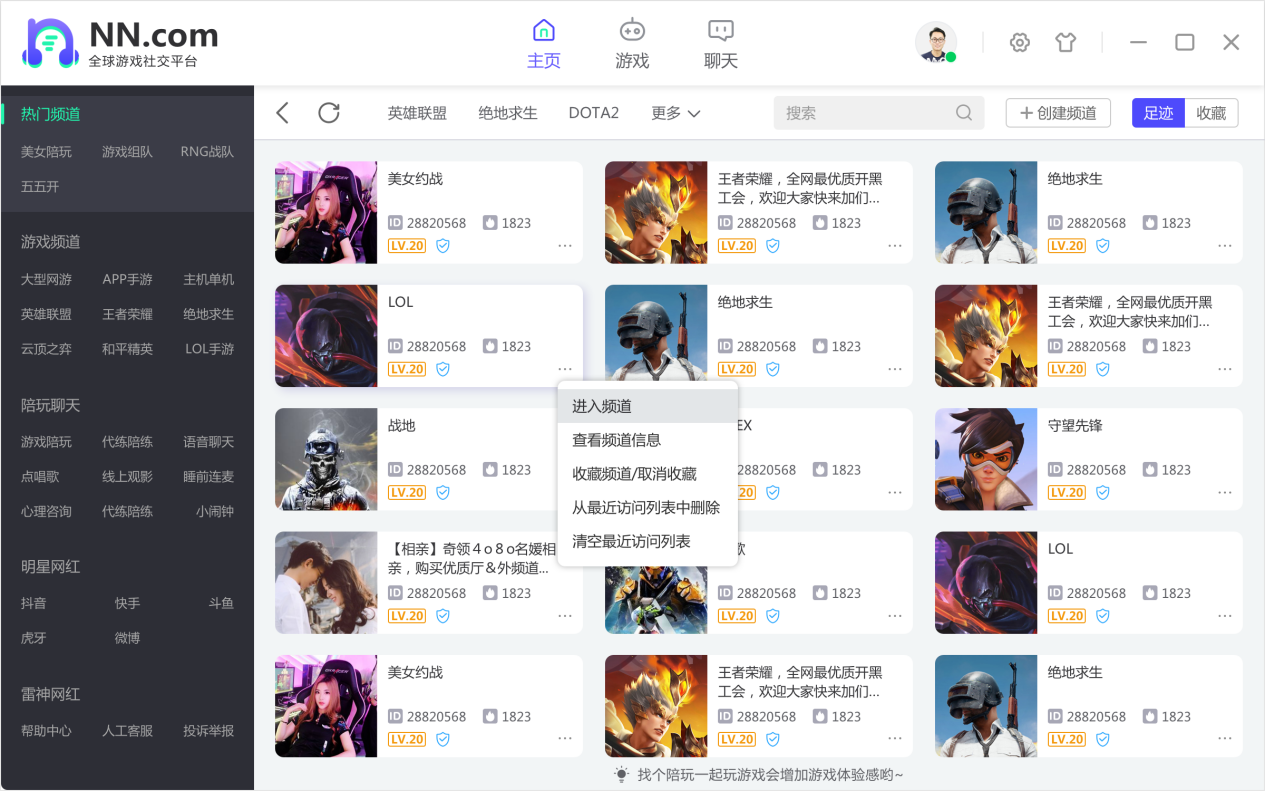 NN.com
全球游戏社交平台
主页
游戏
聊天
热门频道
美女陪玩 游戏组队 RNG战队
五五开
游戏频道
大型网游 APP手游 主机单机
英雄联盟 王者荣耀 绝地求生
云顶之弈 和平精英 LOL手游
陪玩聊天
游戏陪玩 代练陪练 语音聊天
点唱歌 线上观影 睡前连麦
心理咨询 代练陪练 小闹钟
明星网红
抖音 快手 斗鱼
虎牙 微博
雷神网红
帮助中心 人工客服 投诉举报
英雄联盟 绝地求生 DOTA2 更多
搜索
创建频道
足迹 收藏
美女约战
ID 28820568 1823
LV.20
王者荣耀，全网最优质开黑
工会，欢迎大家快来加们...
ID 28820568 1823
LV.20
绝地求生
ID 28820568 1823
LV.20
LOL
ID 28820568 1823
LV.20
绝地求生
ID 28820568 1823
LV.20
王者荣耀，全网最优质开黑
工会，欢迎大家快来加们...
ID 28820568 1823
LV.20
进入频道
查看频道信息
收藏频道/取消收藏
从最近访问列表中删除
清空最近访问列表
战地
ID 28820568 1823
LV.20
EX
28820568 1823
20
守望先锋
ID 28820568 1823
LV.20
【相亲】奇领４o８o名媛相
亲，购买优质厅＆外频道...
ID 28820568 1823
LV.20
ID 28820568 1823
LV.20
LOL
ID 28820568 1823
LV.20
美女约战
ID 28820568 1823
LV.20
王者荣耀，全网最优质开黑
工会，欢迎大家快来加们...
ID 28820568 1823
LV.20
绝地求生
ID 28820568 1823
LV.20
找个陪玩一起玩游戏会增加游戏体验感哟~